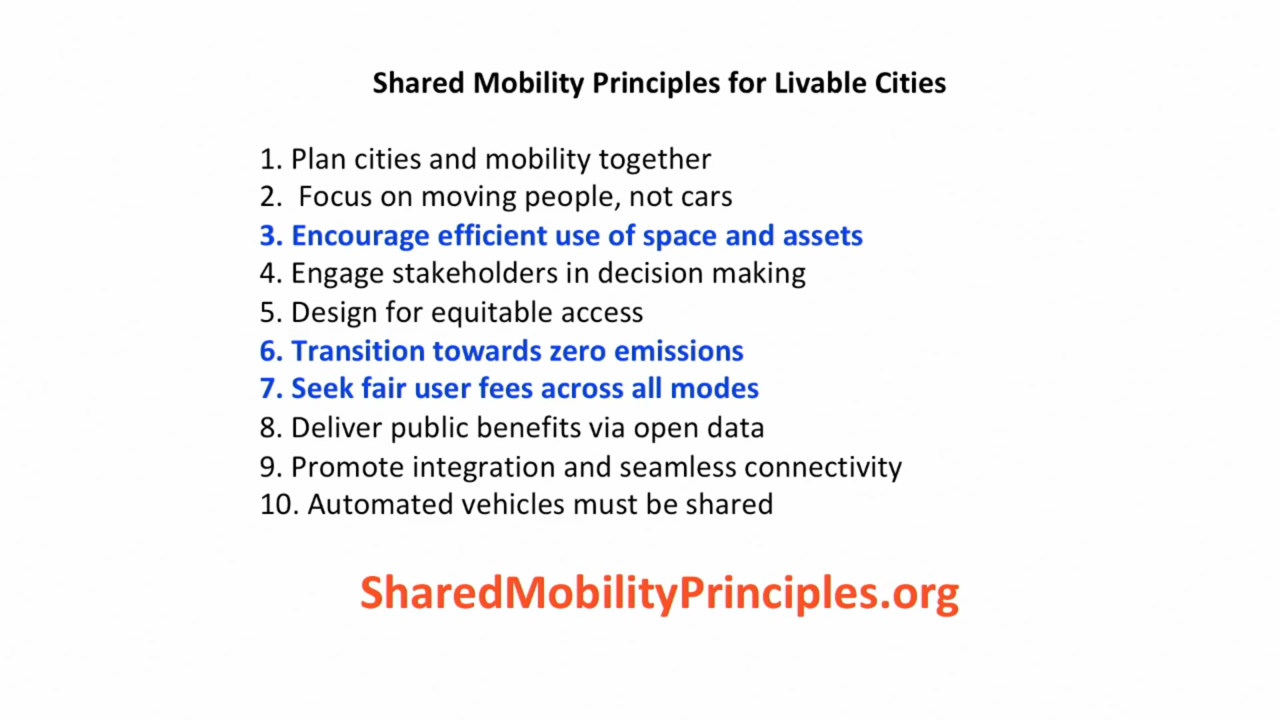 Shared Mobility Principles for Livable Cities
1. Plan cities and mobility together
2. Focus on moving people, not cars
3. Encourage efficient use of space and assets
4. Engage stakeholders in decision making
5. Design for equitable access
6. Transition towards zero emissions
7. Seek fair user fees across all modes
8. Deliver public benefits via open data
9. Promote integration and seamless connectivity
10. Automated vehicles must be shared
SharedMobilityPrinciples.org